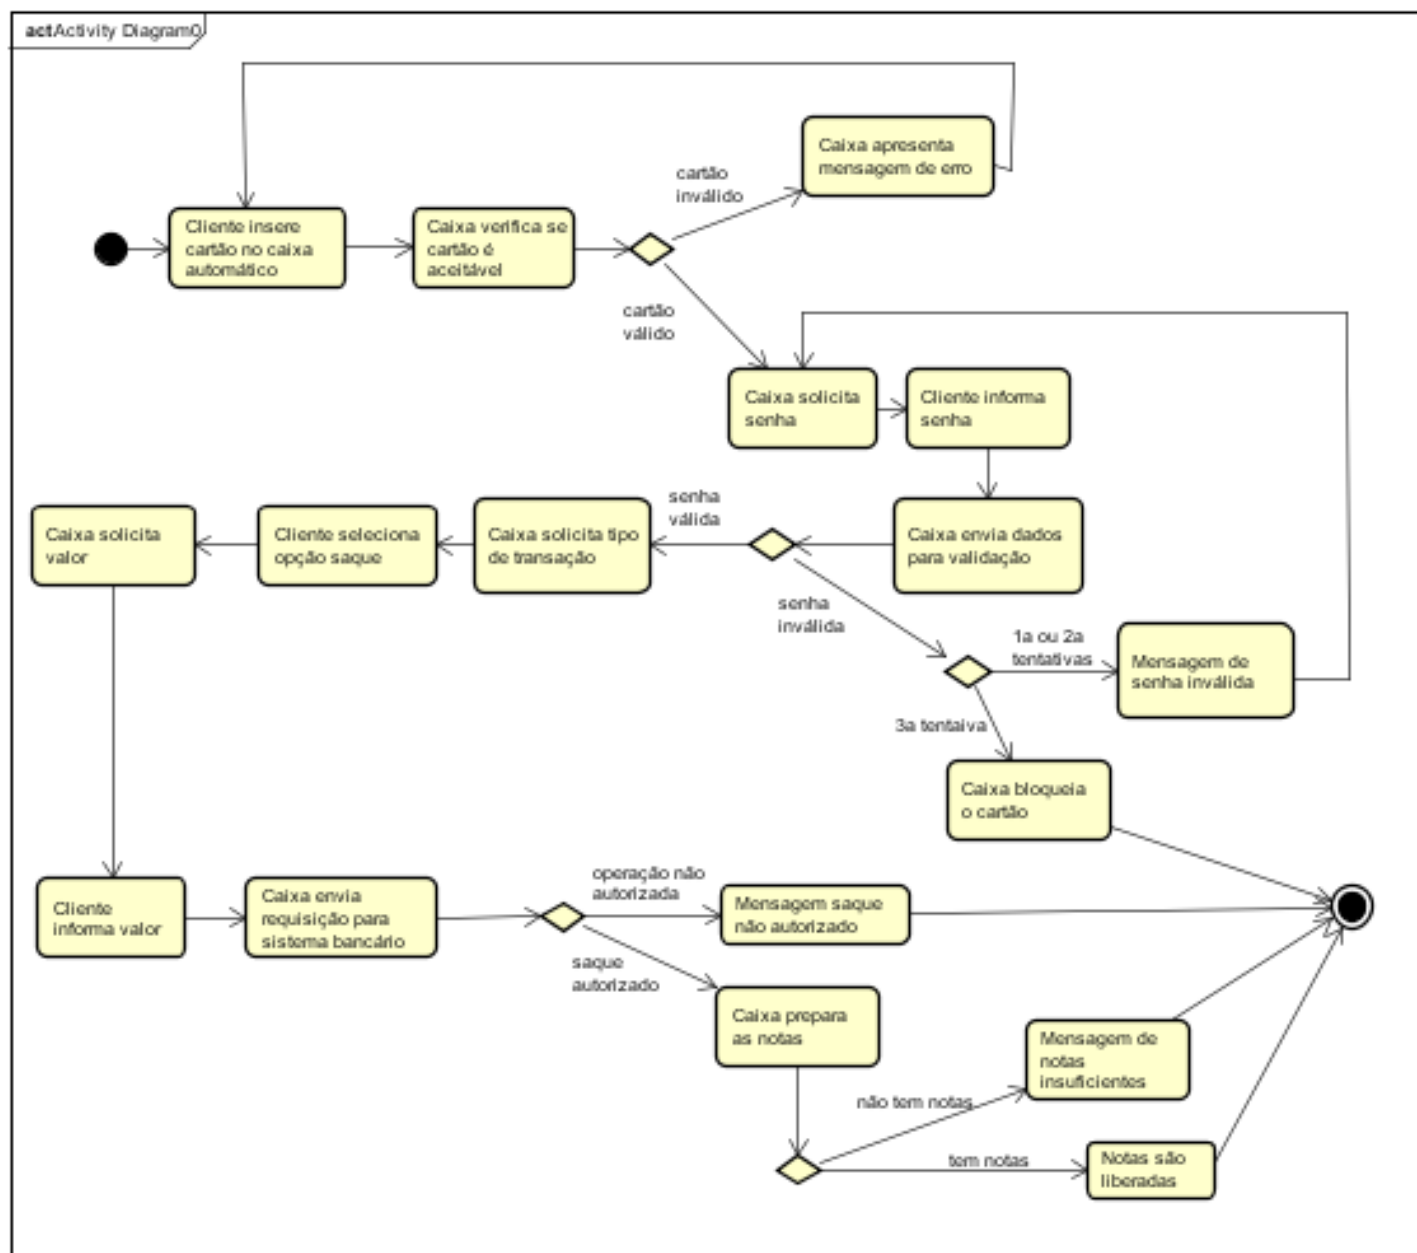 actActivity Diagram0
Caixa apresenta
mensagem de erro
cartão
inválido
Cliente insere
cartão no caixa
automático
Caixa verifica se
cartão é
aceitável
cartão
válido
Caixa solicita
senha
Cliente informa
senha
senha
válida
Caixa solicita
valor
Cliente seleciona
opção saque
Caixa solicita tipo
de transação
Caixa envia dados
para validação
senha
inválida
1a ou 2a
tentativas
Mensagem de
senha inválida
3a tentaiva
Caixa bloqueia
o cartão
operação não
autorizada
Cliente
informa valor
Caixa envia
requisição para
sistema bancário
Mensagem saque
não autorizado
saque
autorizado
Caixa prepara
as notas
Mensagem de
notas
insuficientes
não tem notas
tem notas
Notas são
liberadas